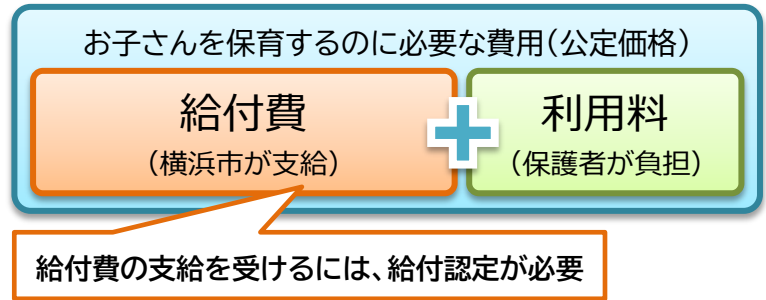 お子さんを保育するのに必要な費用(公定価格)
給付費
(横浜市が支給)
利用料
(保護者が負担)
給付費の支給を受けるには、給付認定が必要